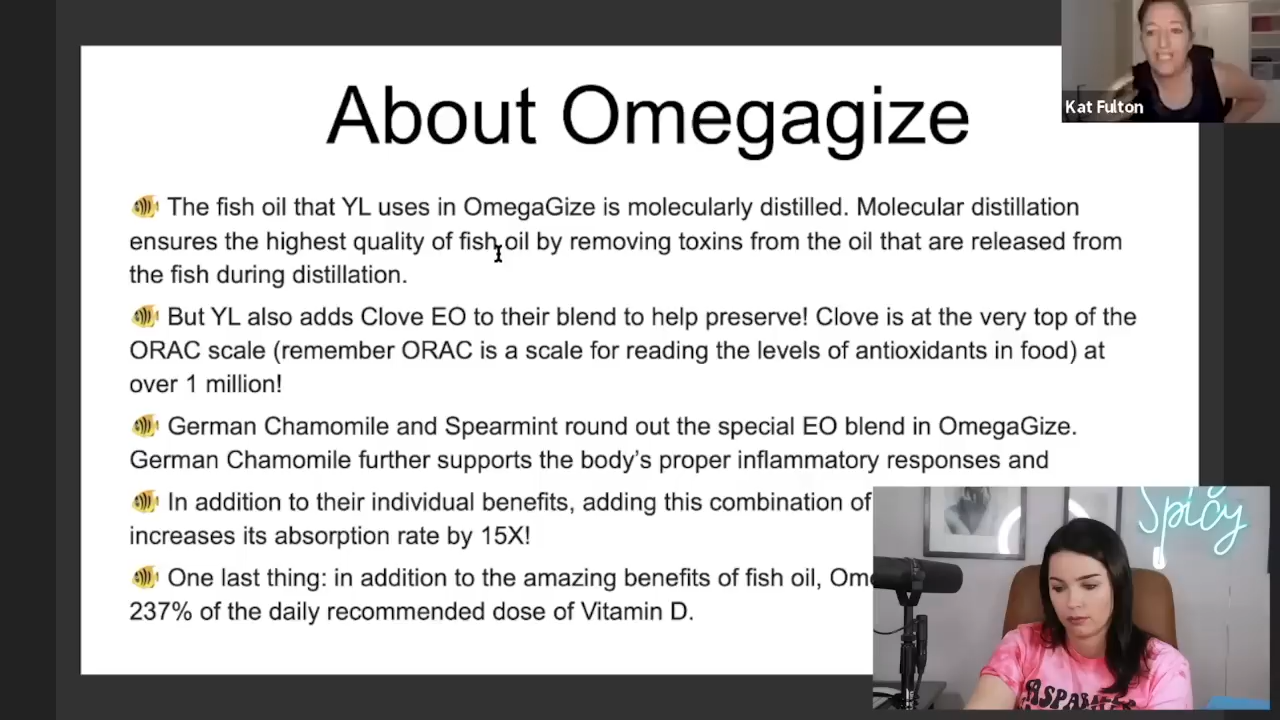 About Omegagize
Kat Fulton
The fish oil that YL uses in OmegaGize is molecularly distilled. Molecular distillation
ensures the highest quality of fish oil by removing toxins from the oil that are released from
the fish during distillation.
But YL also adds Clove EO to their blend to help preserve! Clove is at the very top of the
ORAC scale (remember ORAC is a scale for reading the levels of antioxidants in food) at
over 1 million!
German Chamomile and Spearmint round out the special EO blend in OmegaGize.
German Chamomile further supports the body’s proper inflammatory responses and
In addition to their individual benefits, adding this combination of
increases its absorption rate by 15X!
One last thing: in addition to the amazing benefits of fish oil,
237% of the daily recommended dose of Vitamin D.
Spicy